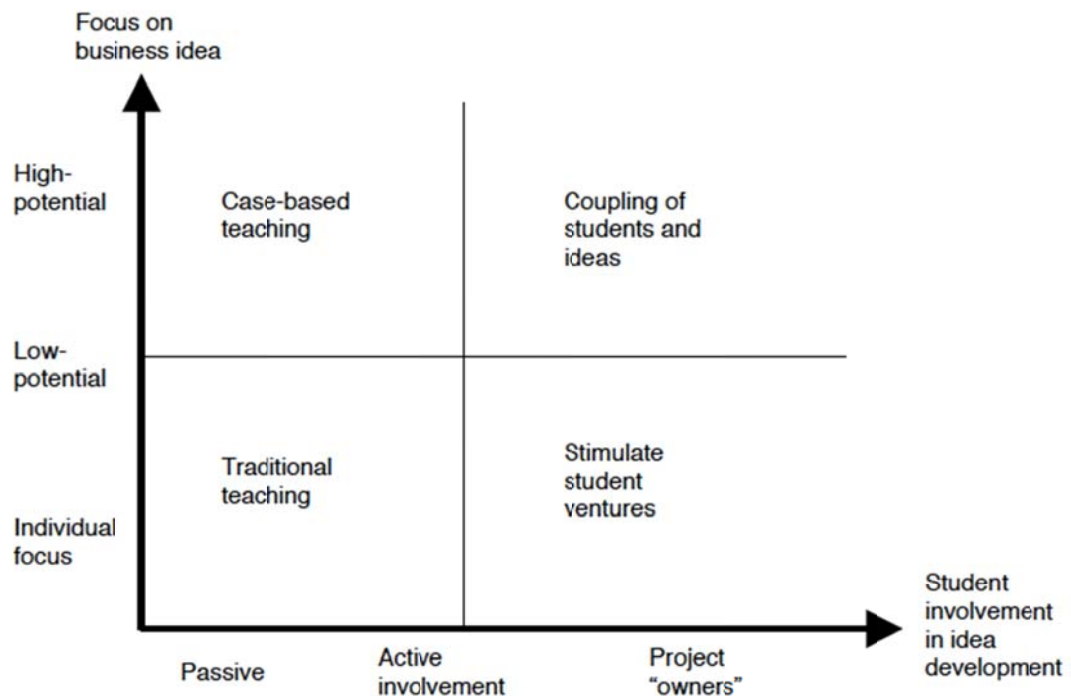 Focus on
business idea
High-
potential
Case-based
teaching
Coupling of
students and
ideas
Low-
potential
Traditional
teaching
Stimulate
student
ventures
Individual
focus
Student
involvement
in idea
development
Passive
Active
involvement
Project
“owners”